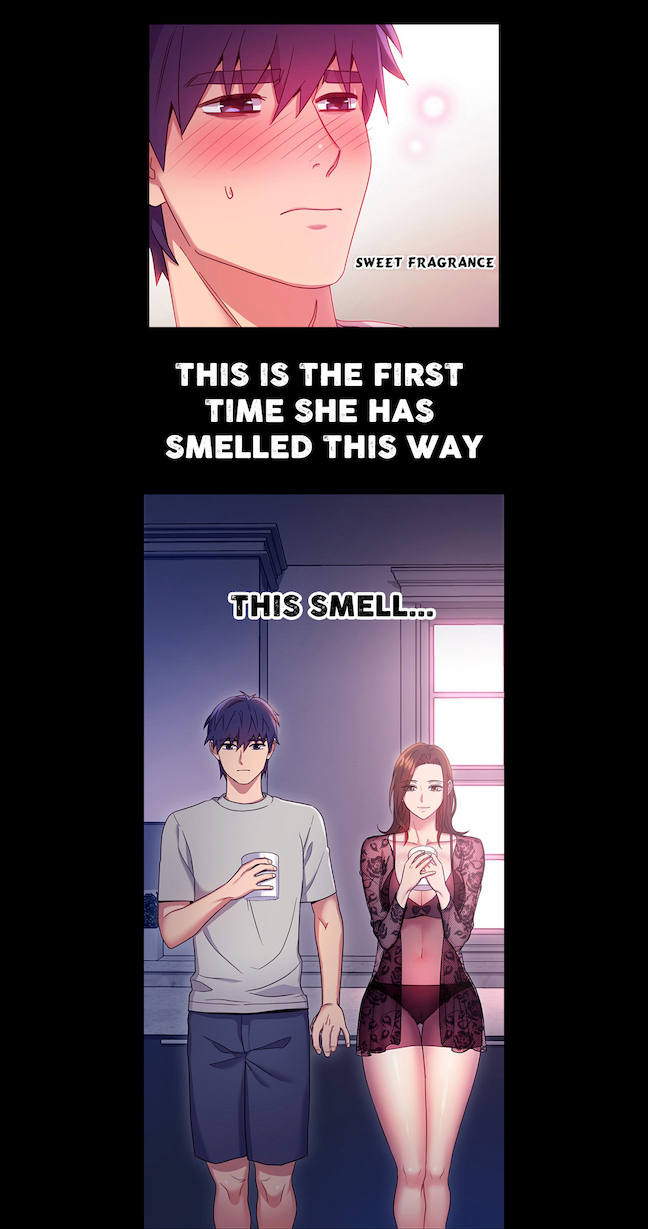 SWEET FRAGRANCE
THIS IS THE FIRST
TIME SHE HAS
SMELLED THIS WAY
THIS SMELL...